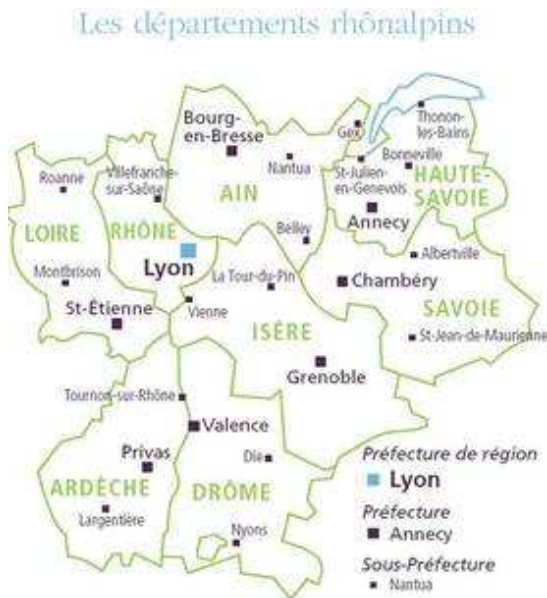 Les départements rhônalpins
Thonon-
les-Bains
Bourg-
en-Bresse
Gex
Bonneville
Nantua
St-Julien-
en-Genevois
HAUTE-
SAVOIE
Roanne
Villefranche-
sur-Saône
AIN
Annecy
LOIRE
RHÔNE
Belley
Albertville
Lyon
Montbrison
La Tour-du-Pin
Chambéry
St-Étienne
Vienne
SAVOIE
ISÈRE
St-Jean-de-Maurienne
Grenoble
Tournon-sur-Rhône
Valence
Privas
Die
ARDÈCHE
DRÔME
Largentière
Nyons
Préfecture de région
Lyon
Préfecture
Annecy
Sous-Préfecture
Nantua